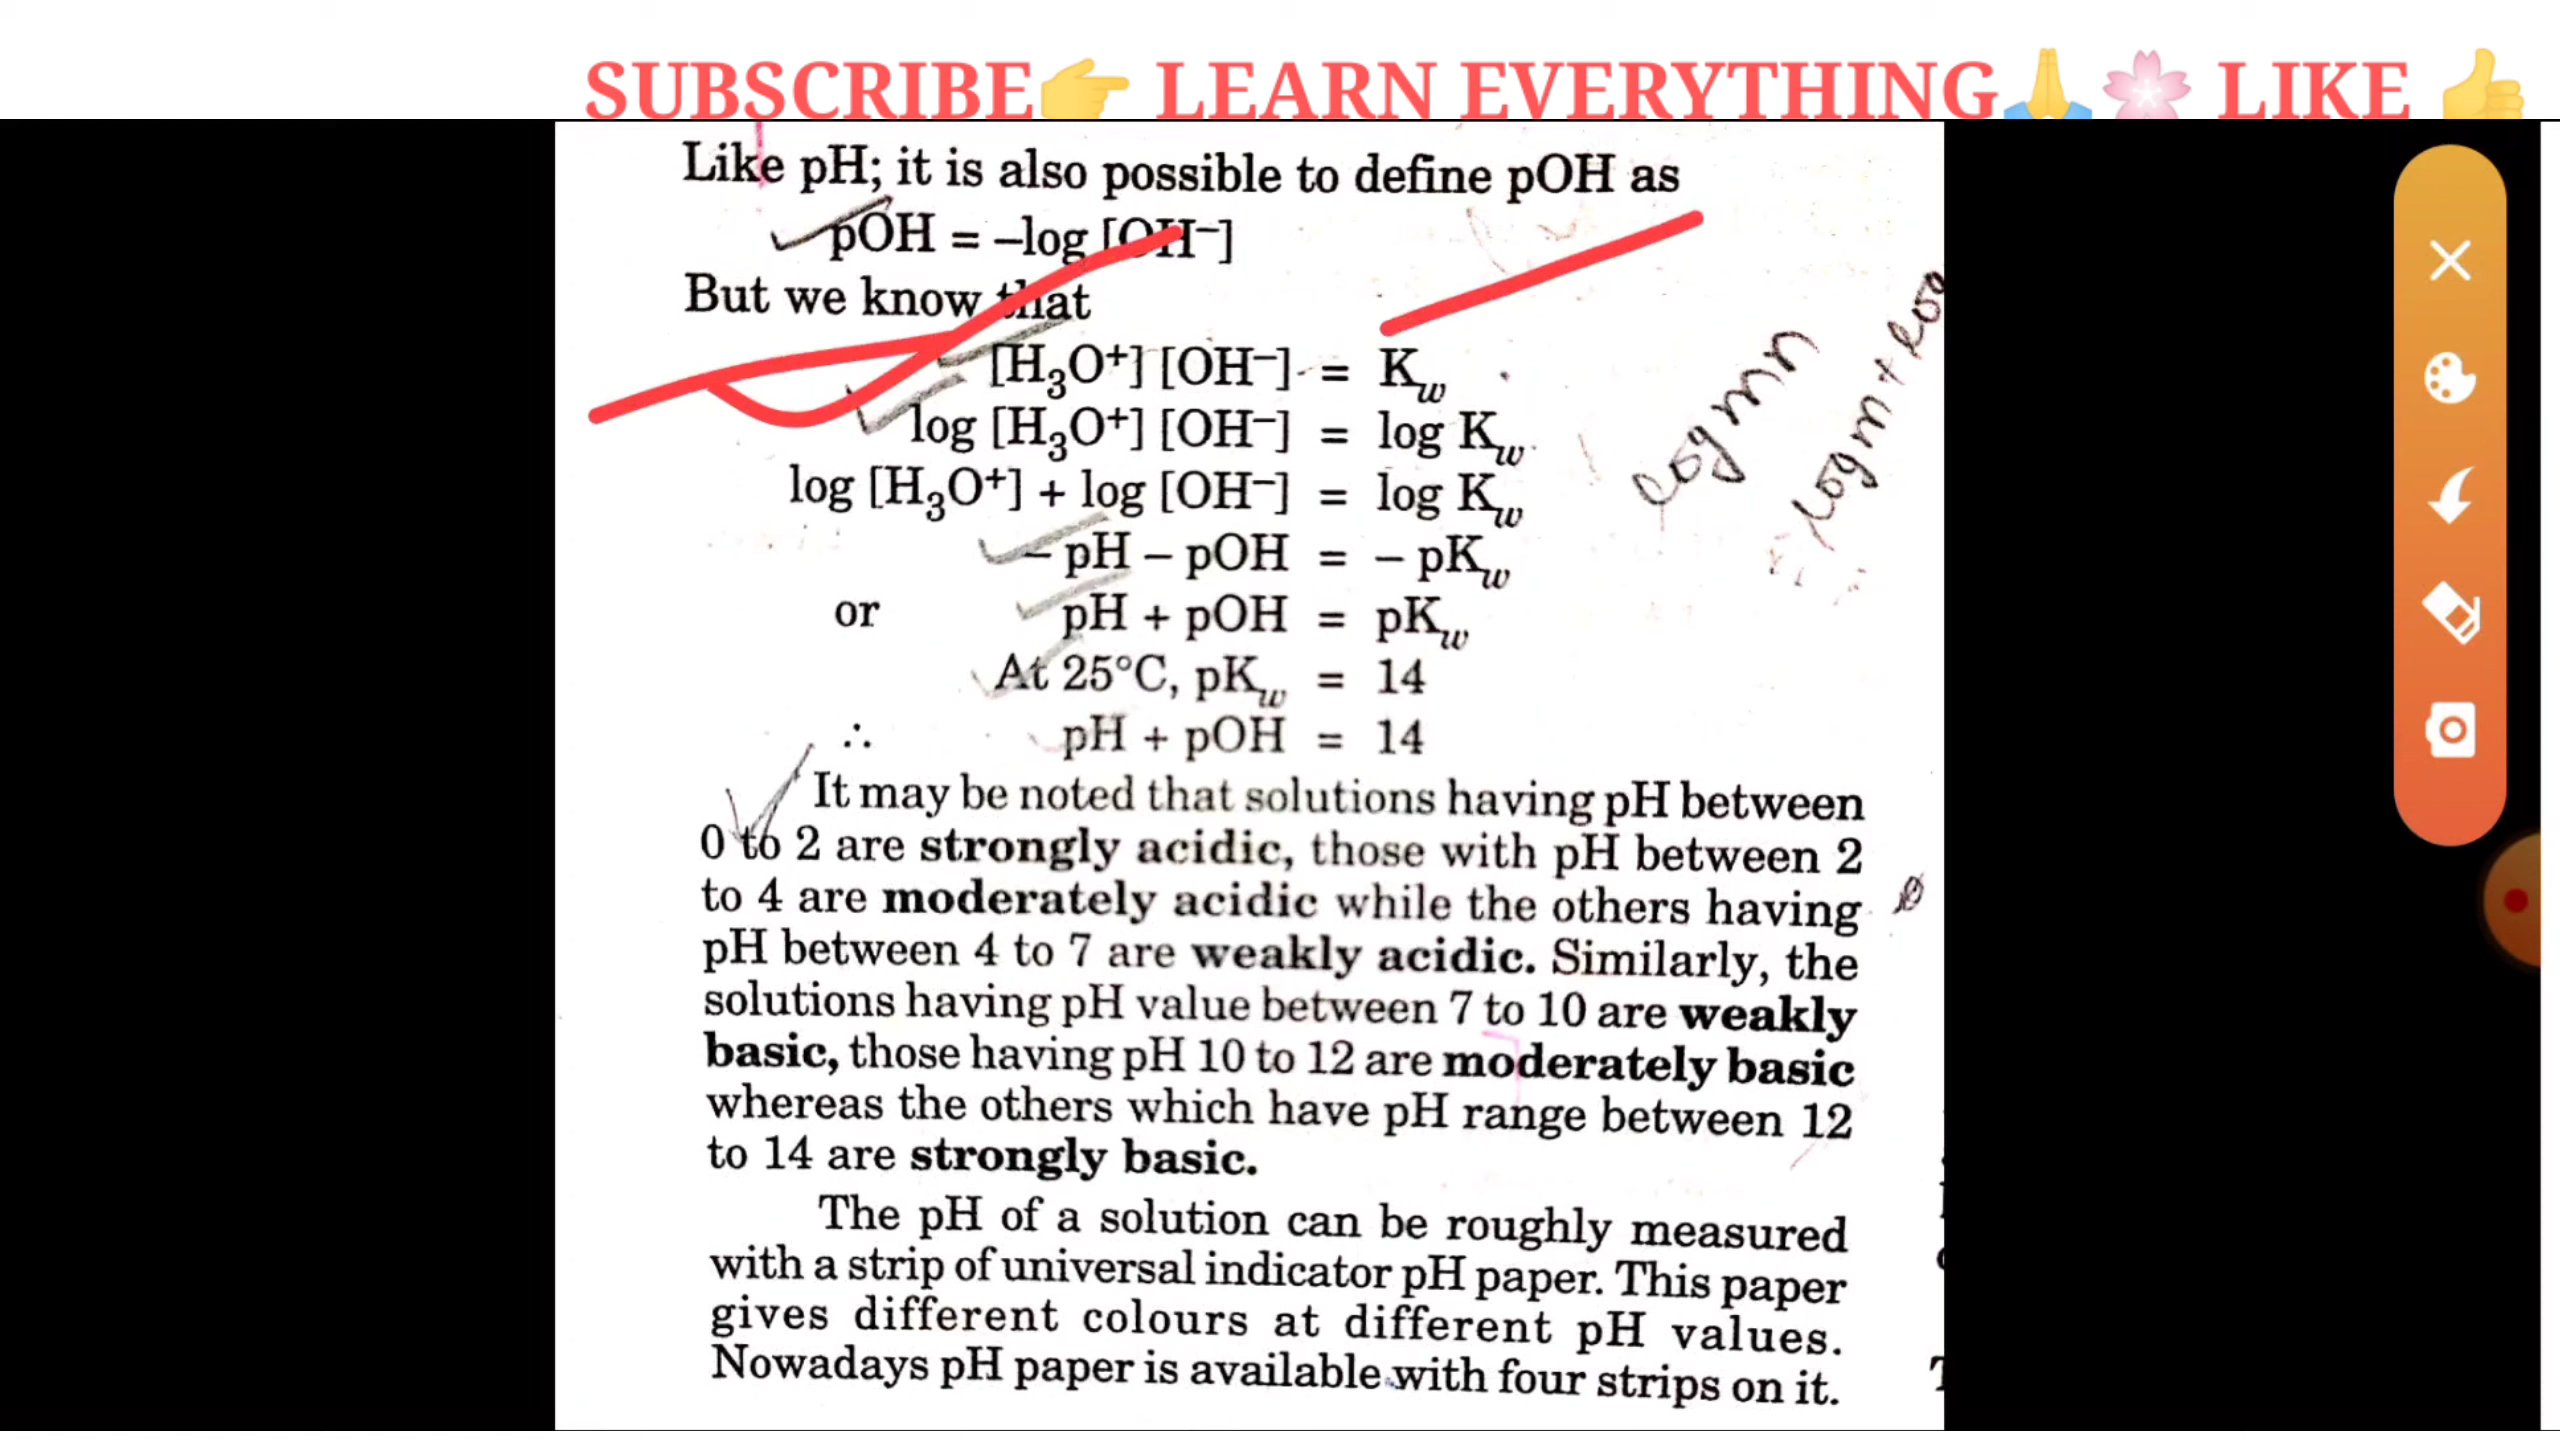 SUBSCRIBE👉 LEARN EVERYTHING🙏🌸 LIKE 👍
Like pH; it is also possible to define pOH as
pOH = –log [OH⁻]
But we know that
[H₃O⁺] [OH⁻] = K_w
log [H₃O⁺] [OH⁻] = log K_w
log [H₃O⁺] + log [OH⁻] = log K_w
– pH – pOH = – pK_w
or pH + pOH = pK_w
At 25°C, pK_w = 14
∴ pH + pOH = 14
log mn
log m + log
It may be noted that solutions having pH between
0 to 2 are strongly acidic, those with pH between 2
to 4 are moderately acidic while the others having
pH between 4 to 7 are weakly acidic. Similarly, the
solutions having pH value between 7 to 10 are weakly
basic, those having pH 10 to 12 are moderately basic
whereas the others which have pH range between 12
to 14 are strongly basic.
The pH of a solution can be roughly measured
with a strip of universal indicator pH paper. This paper
gives different colours at different pH values.
Nowadays pH paper is available with four strips on it.